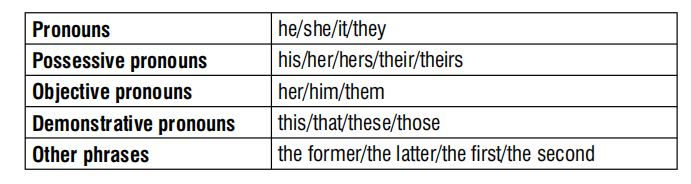 Pronouns he/she/it/they
Possessive pronouns his/her/hers/their/theirs
Objective pronouns her/him/them
Demonstrative pronouns this/that/these/those
Other phrases the former/the latter/the first/the second